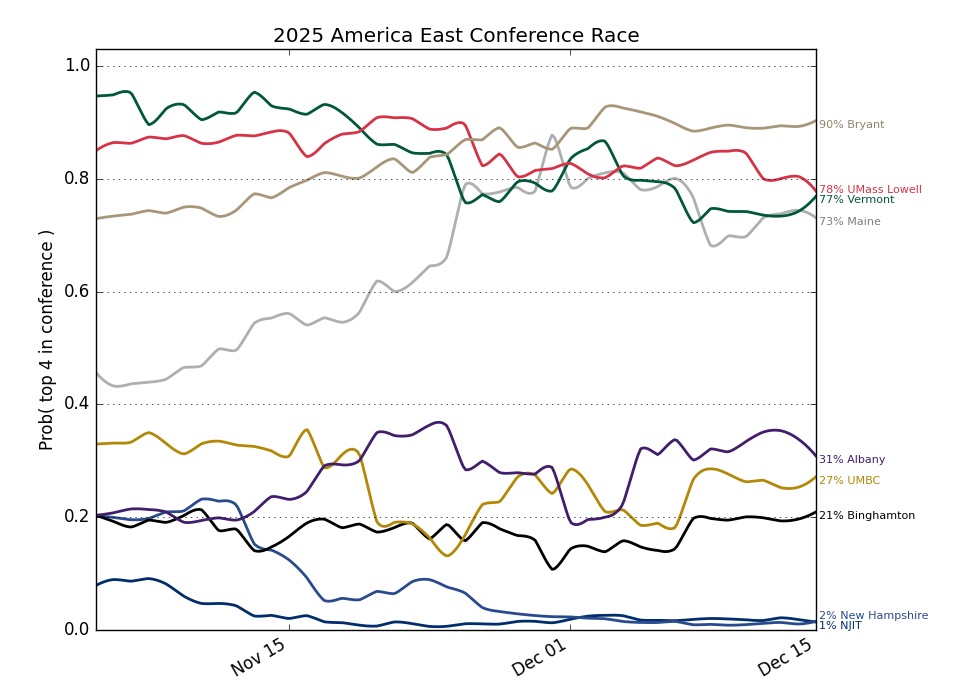 2025 America East Conference Race
Prob( top 4 in conference )
1.0
0.8
0.6
0.4
0.2
0.0
Nov 15
Dec 01
Dec 15
90% Bryant
78% UMass Lowell
77% Vermont
73% Maine
31% Albany
27% UMBC
21% Binghamton
2% New Hampshire
1% NJIT